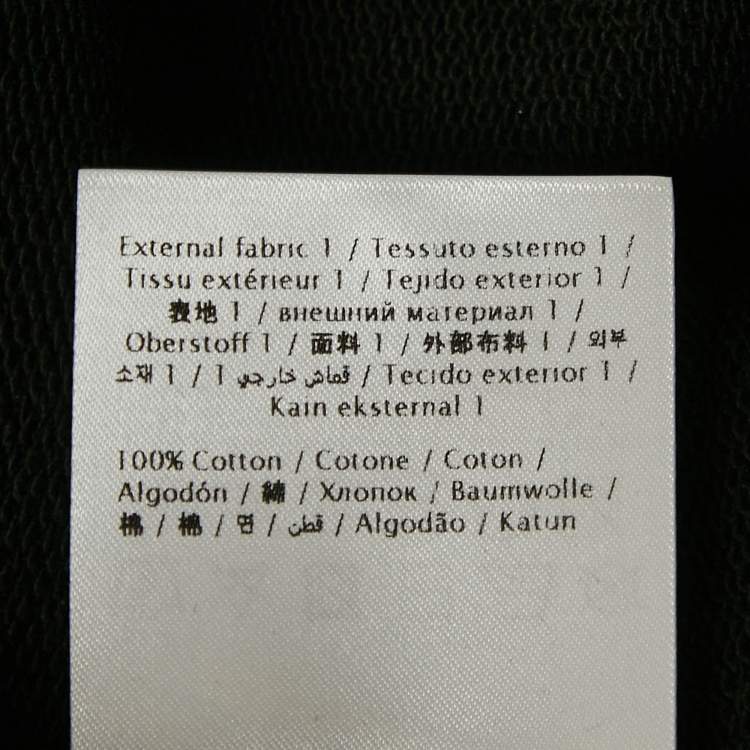 External fabric 1 / Tessuto esterno 1 /
Tissu extérieur 1 / Tejido exterior 1 /
表地 1 / внешний материал 1 /
Oberstoff 1 / 面料 1 / 外部布料 1 / 외부
소재 1 / 1 قماش خارجي / Tecido exterior 1 /
Kain eksternal 1
100% Cotton / Cotone / Coton /
Algodón / 綿 / Хлопок / Baumwolle /
棉 / 棉 / 면 / قطن / Algodão / Katun